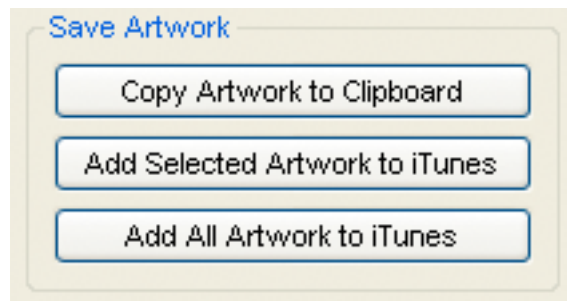 Save Artwork
Copy Artwork to Clipboard
Add Selected Artwork to iTunes
Add All Artwork to iTunes